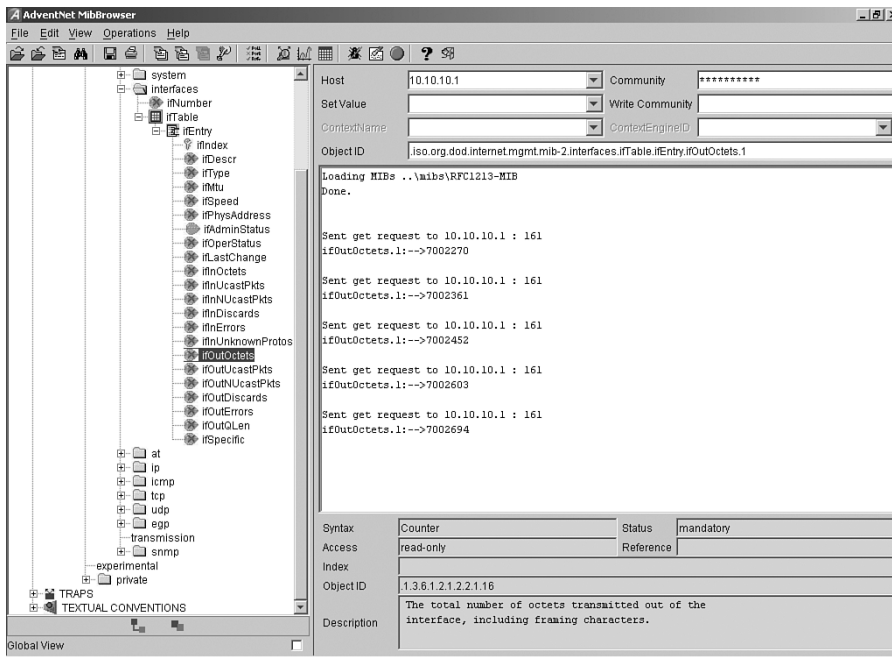 AdventNet MibBrowser
File Edit View Operations Help
system
interfaces
ifNumber
ifTable
ifEntry
ifIndex
ifDescr
ifType
ifMtu
ifSpeed
ifPhysAddress
ifAdminStatus
ifOperStatus
ifLastChange
ifInOctets
ifInUcastPkts
ifInNUcastPkts
ifInDiscards
ifInErrors
ifInUnknownProtos
ifOutOctets
ifOutUcastPkts
ifOutNUcastPkts
ifOutDiscards
ifOutErrors
ifOutQLen
ifSpecific
at
ip
icmp
tcp
udp
egp
transmission
snmp
experimental
private
TRAPS
TEXTUAL CONVENTIONS
Global View
Host 10.10.10.1 Community **********
Set Value Write Community
ContextName ContextEngineID
Object ID .iso.org.dod.internet.mgmt.mib-2.interfaces.ifTable.ifEntry.ifOutOctets.1
Loading MIBs ..\mibs\RFC1213-MIB
Done.
Sent get request to 10.10.10.1 : 161
ifOutOctets.1:-->7002270
Sent get request to 10.10.10.1 : 161
ifOutOctets.1:-->7002361
Sent get request to 10.10.10.1 : 161
ifOutOctets.1:-->7002452
Sent get request to 10.10.10.1 : 161
ifOutOctets.1:-->7002603
Sent get request to 10.10.10.1 : 161
ifOutOctets.1:-->7002694
Syntax Counter Status mandatory
Access read-only Reference
Index
Object ID .1.3.6.1.2.1.2.2.1.16
Description The total number of octets transmitted out of the
interface, including framing characters.